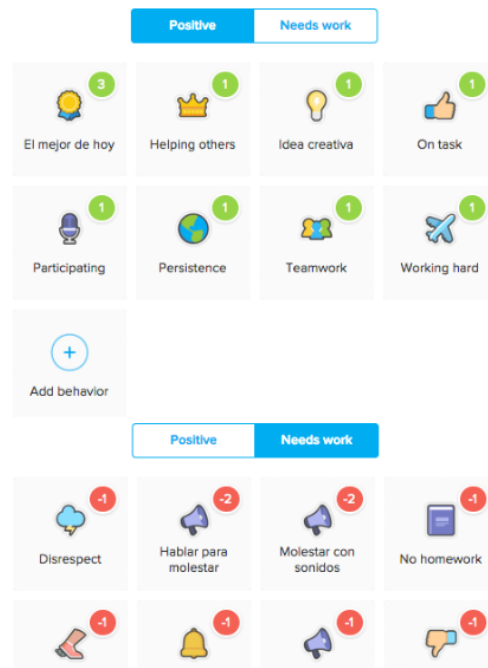 Positive Needs work
3 1 1 1
El mejor de hoy Helping others Idea creativa On task
1 1 1 1
Participating Persistence Teamwork Working hard
+
Add behavior
Positive Needs work
-1 -2 -2 -1
Disrespect Hablar para molestar Molestar con sonidos No homework
-1 -1 -1 -1